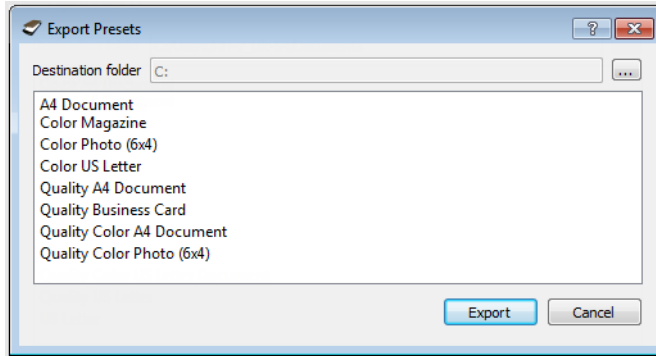 Export Presets
?
Destination folder C:
...
A4 Document
Color Magazine
Color Photo (6x4)
Color US Letter
Quality A4 Document
Quality Business Card
Quality Color A4 Document
Quality Color Photo (6x4)
Export Cancel